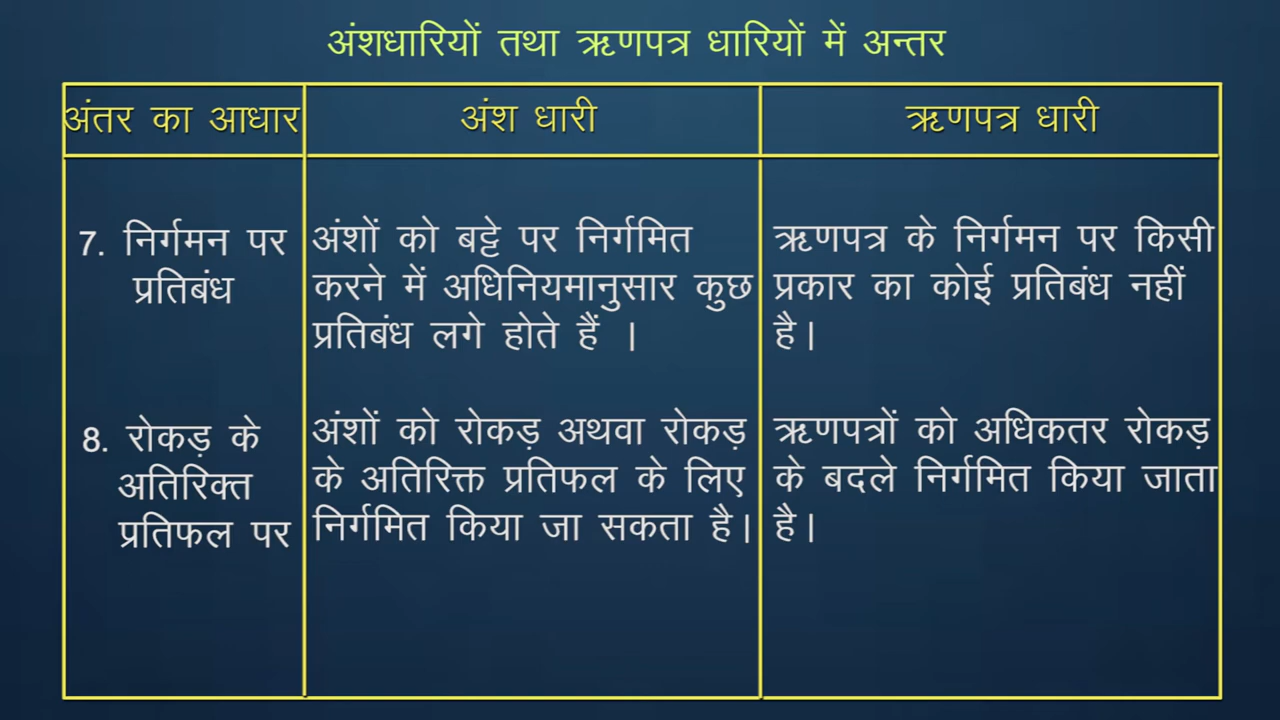 अंशधारियों तथा ऋणपत्र धारियों में अन्तर
अंतर का आधार
अंश धारी
ऋणपत्र धारी
7. निर्गमन पर
प्रतिबंध
अंशों को बट्टे पर निर्गमित
करने में अधिनियमानुसार कुछ
प्रतिबंध लगे होते हैं ।
ऋणपत्र के निर्गमन पर किसी
प्रकार का कोई प्रतिबंध नहीं
है।
8. रोकड़ के
अतिरिक्त
प्रतिफल पर
अंशों को रोकड़ अथवा रोकड़
के अतिरिक्त प्रतिफल के लिए
निर्गमित किया जा सकता है।
ऋणपत्रों को अधिकतर रोकड़
के बदले निर्गमित किया जाता
है।